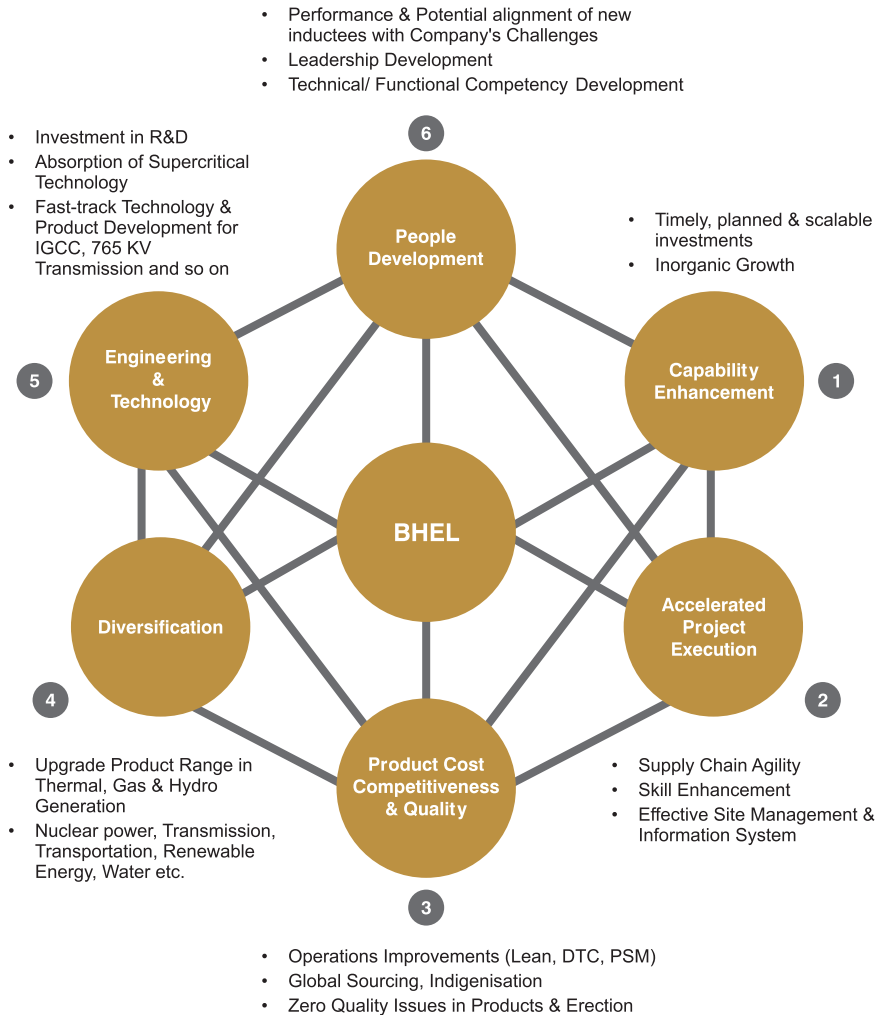 • Performance & Potential alignment of new
inductees with Company's Challenges
• Leadership Development
• Technical/ Functional Competency Development
6
People
Development
• Timely, planned & scalable
investments
• Inorganic Growth
Capability
Enhancement
1
Accelerated
Project
Execution
2
• Supply Chain Agility
• Skill Enhancement
• Effective Site Management &
Information System
Product Cost
Competitiveness
& Quality
3
• Operations Improvements (Lean, DTC, PSM)
• Global Sourcing, Indigenisation
• Zero Quality Issues in Products & Erection
Diversification
4
• Upgrade Product Range in
Thermal, Gas & Hydro
Generation
• Nuclear power, Transmission,
Transportation, Renewable
Energy, Water etc.
• Investment in R&D
• Absorption of Supercritical
Technology
• Fast-track Technology &
Product Development for
IGCC, 765 KV
Transmission and so on
5
Engineering
&
Technology
BHEL